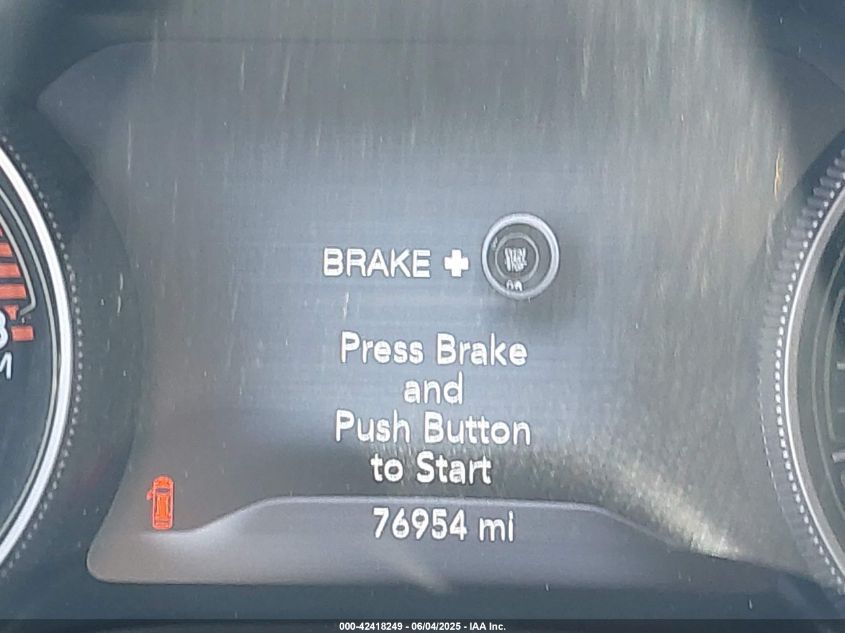 BRAKE +
Press Brake
and
Push Button
to Start
76954 mi
000-42418249 - 06/04/2025 - IAA Inc.